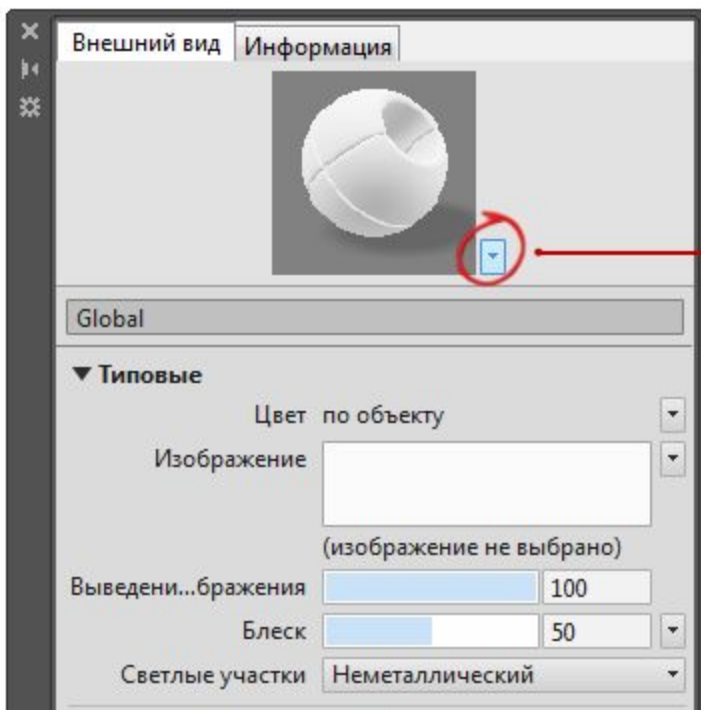 Внешний вид Информация
Global
Типовые
Цвет по объекту
Изображение
(изображение не выбрано)
Выведени...бражения 100
Блеск 50
Светлые участки Неметаллический